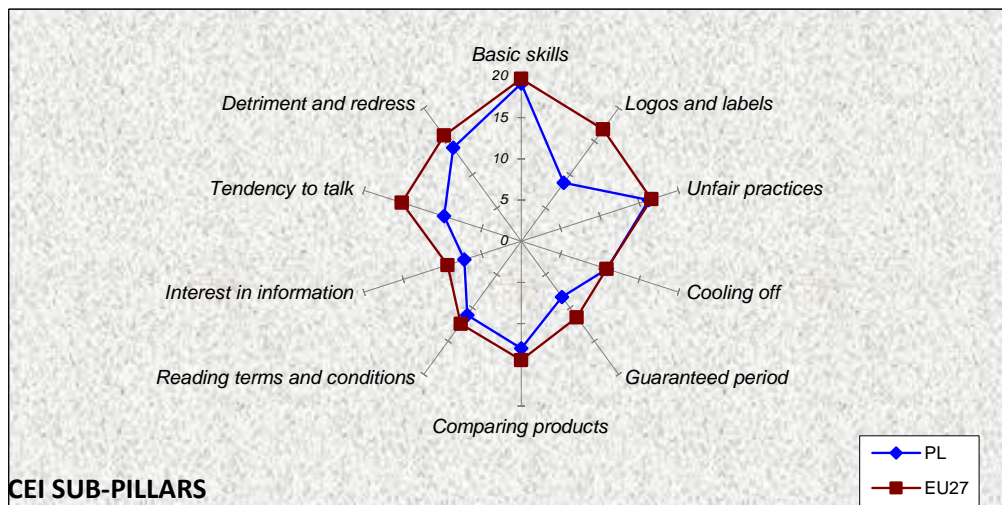 Basic skills
20
Detriment and redress
Logos and labels
15
10
Tendency to talk
Unfair practices
5
0
Interest in information
Cooling off
Reading terms and conditions
Guaranteed period
Comparing products
PL
EU27
CEI SUB-PILLARS